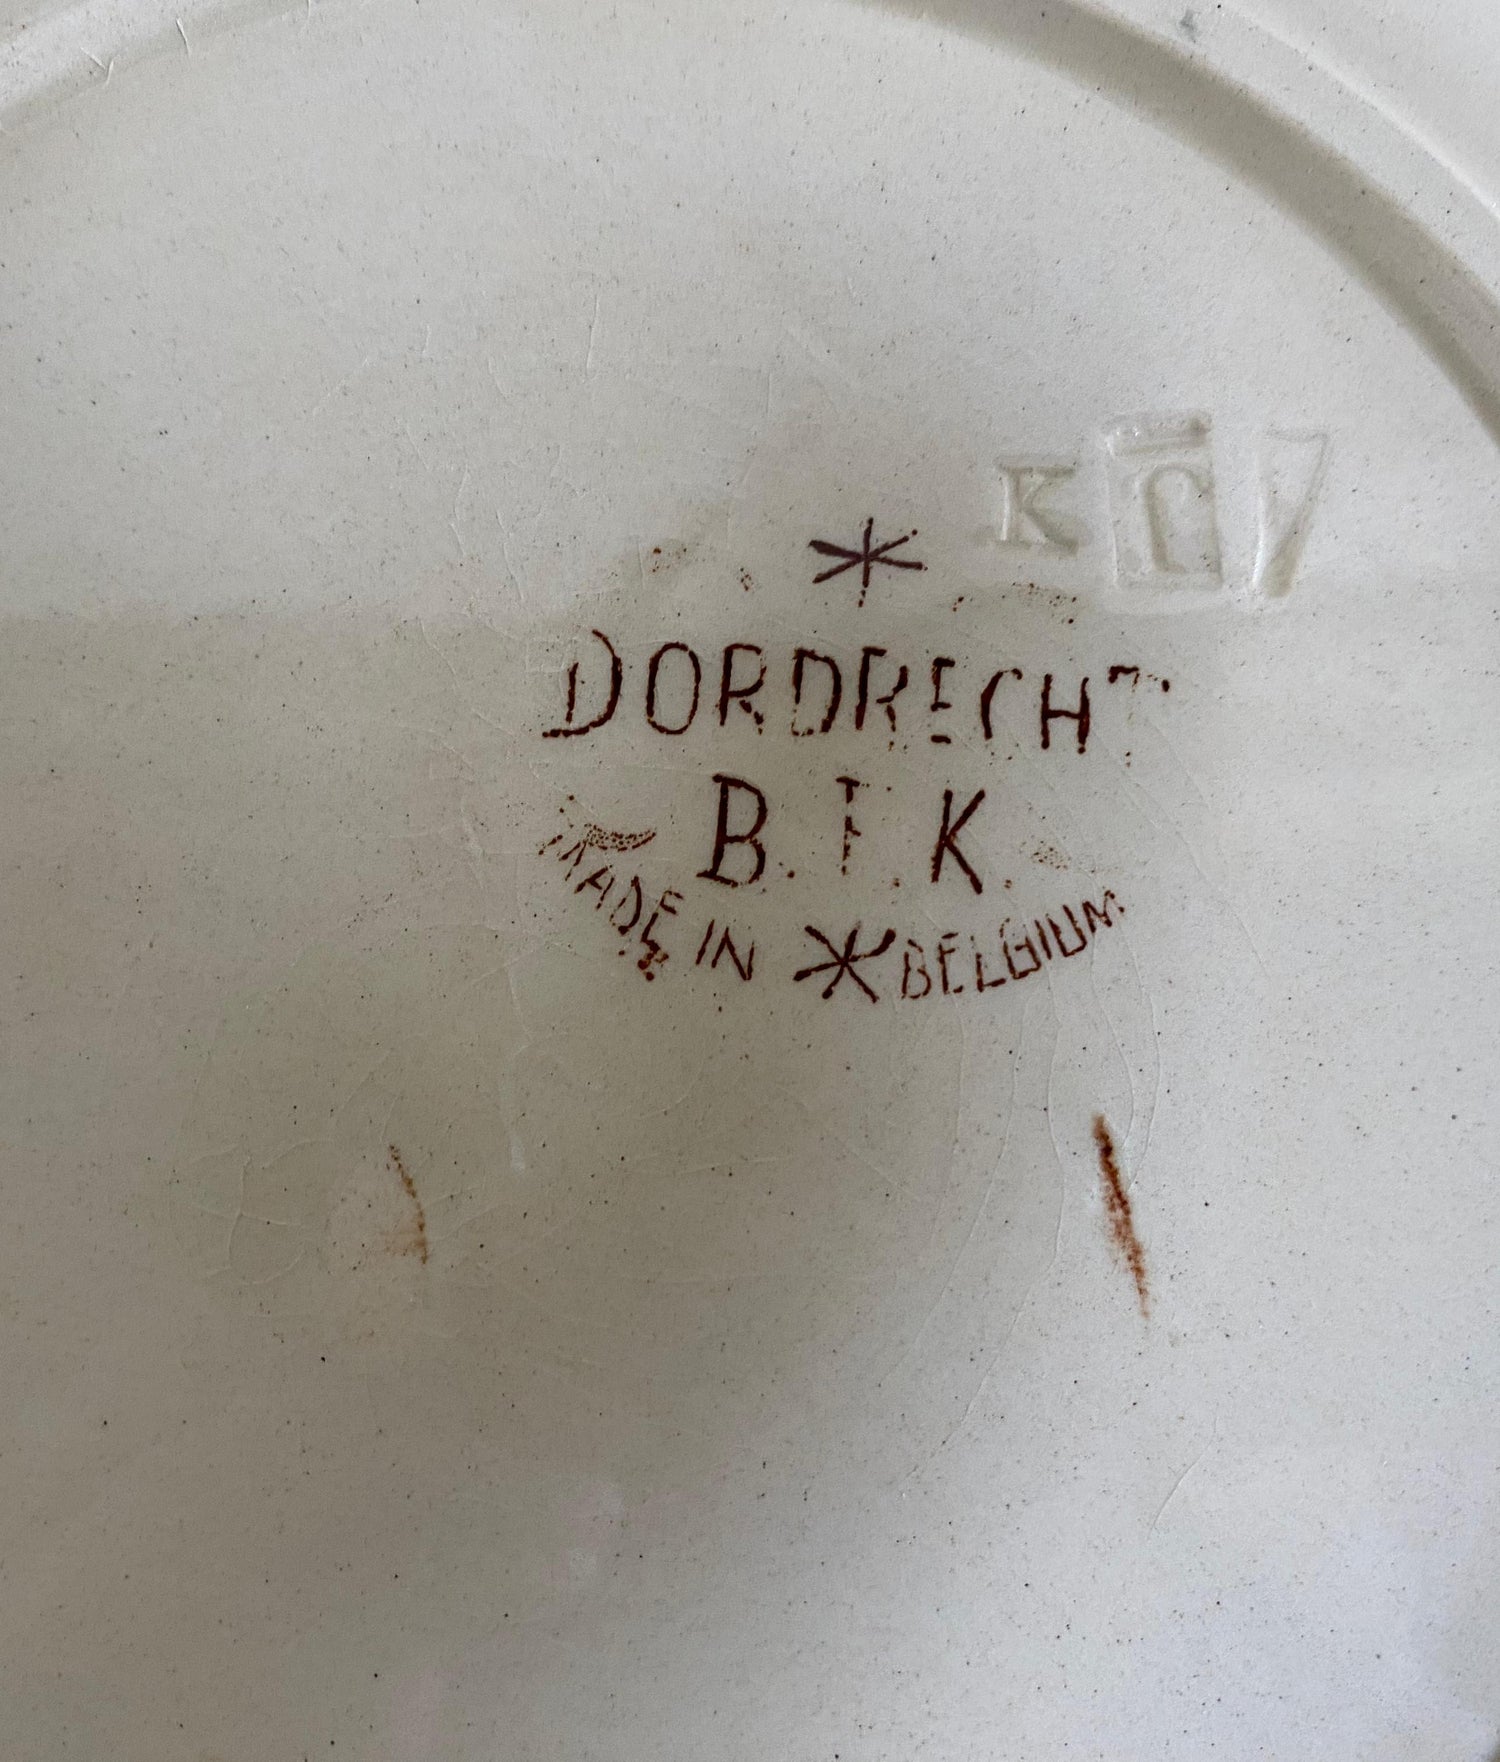 K
*
DORDRECHT
B.F.K.
MADE IN * BELGIUM